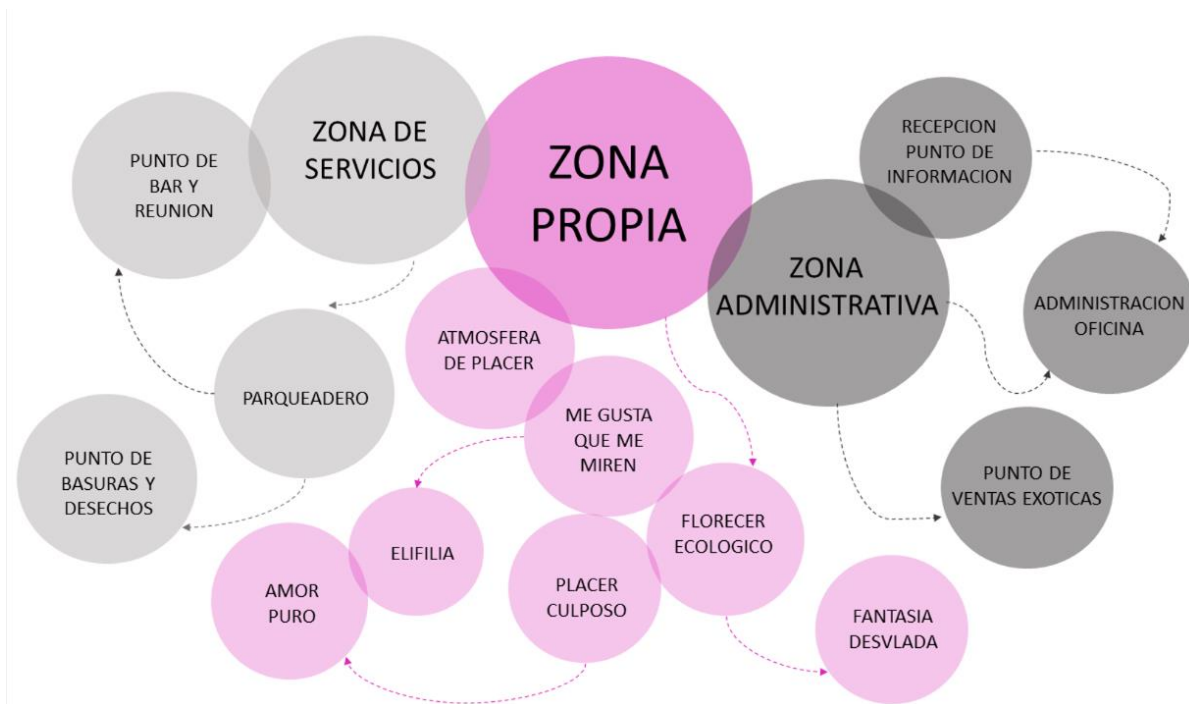 ZONA DE
SERVICIOS
PUNTO DE
BAR Y
REUNION
PARQUEADERO
PUNTO DE
BASURAS Y
DESECHOS
ZONA
PROPIA
ATMOSFERA
DE PLACER
ME GUSTA
QUE ME
MIREN
ELIFILIA
AMOR
PURO
PLACER
CULPOSO
FLORECER
ECOLOGICO
FANTASIA
DESVLADA
ZONA
ADMINISTRATIVA
RECEPCION
PUNTO DE
INFORMACION
ADMINISTRACION
OFICINA
PUNTO DE
VENTAS EXOTICAS